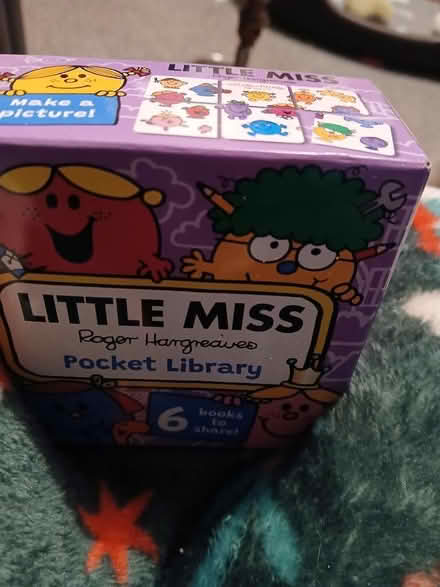 LITTLE MISS
Make a
picture!
LITTLE MISS
Roger Hargreaves
Pocket Library
6 books
to
share!